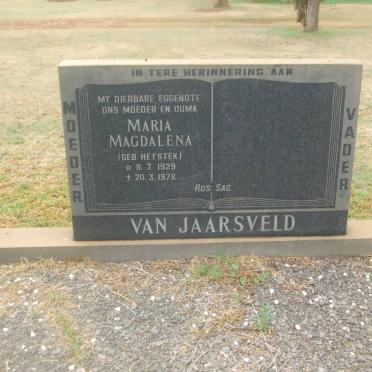 IN TERE HERINNERING AAN
MOEDER
MY DIERBARE EGGENOTE
ONS MOEDER EN OUMA
MARIA
MAGDALENA
(GEB HEYSTEK)
☆ 8.7.1929
✝ 20.3.1978
RUS SAG.
VADER
VAN JAARSVELD